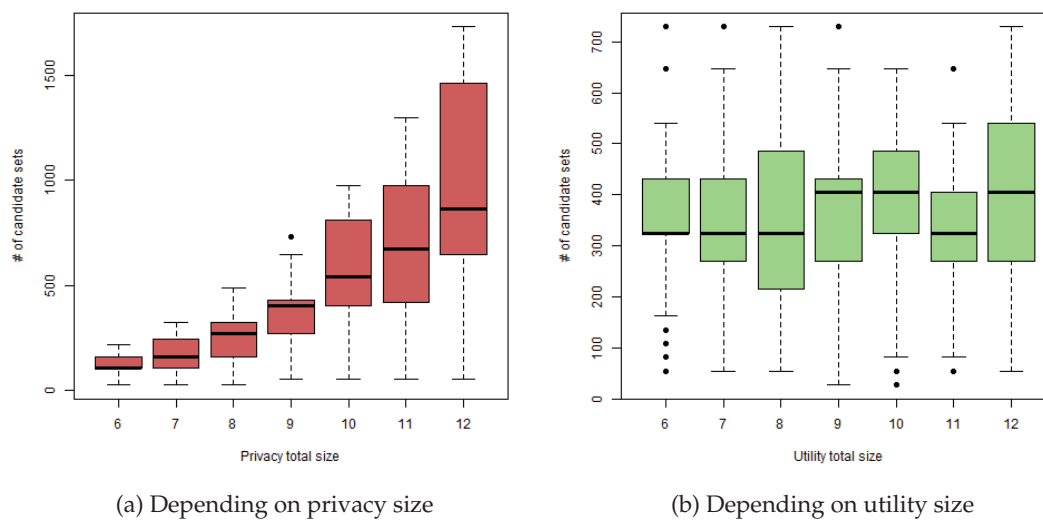 # of candidate sets
1500
1000
500
0
6 7 8 9 10 11 12
Privacy total size
(a) Depending on privacy size
# of candidate sets
700
600
500
400
300
200
100
0
6 7 8 9 10 11 12
Utility total size
(b) Depending on utility size